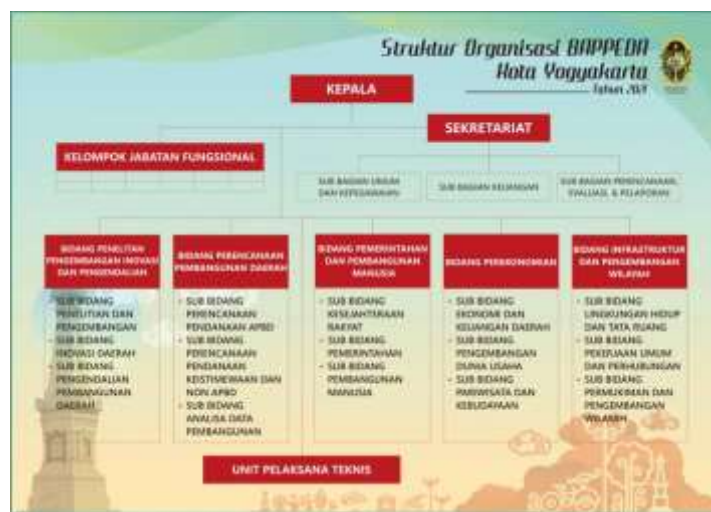 Struktur Organisasi BAPPEDA
Kota Yogyakarta
KEPALA
SEKRETARIAT
KELOMPOK JABATAN FUNGSIONAL
SUB BAGIAN UMUM
DAN KEPEGAWAIAN
SUB BAGIAN KEUANGAN
SUB BAGIAN PERENCANAAN,
EVALUASI, & PELAPORAN
BIDANG PENELITIAN
PENGEMBANGAN INOVASI
DAN PENGENDALIAN
- SUB BIDANG
PENELITIAN DAN
PENGEMBANGAN
- SUB BIDANG
INOVASI DAERAH
- SUB BIDANG
PENGENDALIAN
PEMBANGUNAN
DAERAH
BIDANG PERENCANAAN
PEMBANGUNAN DAERAH
- SUB BIDANG
PERENCANAAN
PENDANAAN APBD
- SUB BIDANG
PERENCANAAN
PENDANAAN
KEISTIMEWAAN DAN
NON APBD
- SUB BIDANG
ANALISA DATA
PEMBANGUNAN
BIDANG PEMERINTAHAN
DAN PEMBANGUNAN
MANUSIA
- SUB BIDANG
KESEJAHTERAAN
RAKYAT
- SUB BIDANG
PEMERINTAHAN
- SUB BIDANG
PEMBANGUNAN
MANUSIA
BIDANG PEREKONOMIAN
- SUB BIDANG
EKONOMI DAN
KEUANGAN DAERAH
- SUB BIDANG
PENGEMBANGAN
DUNIA USAHA
- SUB BIDANG
PARIWISATA DAN
KEBUDAYAAN
BIDANG INFRASTRUKTUR
DAN PENGEMBANGAN
WILAYAH
- SUB BIDANG
LINGKUNGAN HIDUP
DAN TATA RUANG
- SUB BIDANG
PEKERJAAN UMUM
DAN PERHUBUNGAN
- SUB BIDANG
PERMUKIMAN DAN
PENGEMBANGAN
WILAYAH
UNIT PELAKSANA TEKNIS